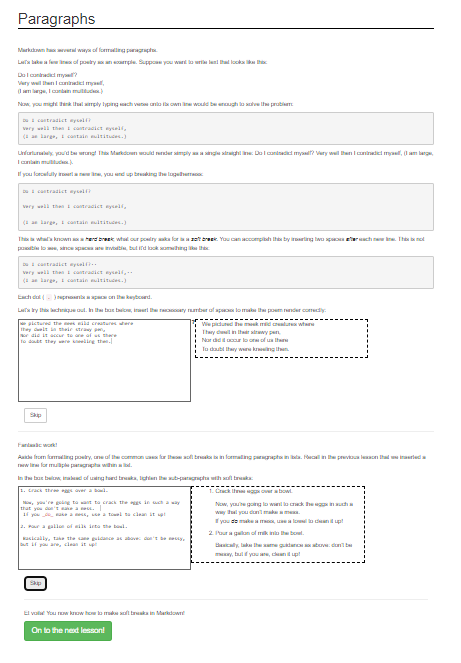 Paragraphs
Markdown has several ways of formatting paragraphs.
Let's take a few lines of poetry as an example. Suppose you want to write text that looks like this:
Do I contradict myself?
Very well then I contradict myself,
(I am large, I contain multitudes.)
Now, you might think that simply typing each verse onto its own line would be enough to solve the problem:
Do I contradict myself?
Very well then I contradict myself,
(I am large, I contain multitudes.)
Unfortunately, you'd be wrong! This Markdown would render simply as a single straight line: Do I contradict myself? Very well then I contradict myself, (I am large,
I contain multitudes.).
If you forcefully insert a new line, you end up breaking the togetherness:
Do I contradict myself?
Very well then I contradict myself,
(I am large, I contain multitudes.)
This is what's known as a hard break; what our poetry asks for is a soft break. You can accomplish this by inserting two spaces after each new line. This is not
possible to see, since spaces are invisible, but it'd look something like this:
Do I contradict myself?··
Very well then I contradict myself,··
(I am large, I contain multitudes.)
Each dot ( · ) represents a space on the keyboard.
Let's try this technique out. In the box below, insert the necessary number of spaces to make the poem render correctly:
We pictured the meek mild creatures where
They dwelt in their strawy pen,
Nor did it occur to one of us there
To doubt they were kneeling then.
We pictured the meek mild creatures where
They dwelt in their strawy pen,
Nor did it occur to one of us there
To doubt they were kneeling then.
Skip
Fantastic work!
Aside from formatting poetry, one of the common uses for these soft breaks is in formatting paragraphs in lists. Recall in the previous lesson that we inserted a
new line for multiple paragraphs within a list.
In the box below, instead of using hard breaks, tighten the sub-paragraphs with soft breaks:
1. Crack three eggs over a bowl.
Now, you're going to want to crack the eggs in such a way
that you don't make a mess.
If you _do_ make a mess, use a towel to clean it up!
2. Pour a gallon of milk into the bowl.
Basically, take the same guidance as above: don't be messy,
but if you are, clean it up!
1. Crack three eggs over a bowl.
Now, you're going to want to crack the eggs in such a
way that you don't make a mess.
If you do make a mess, use a towel to clean it up!
2. Pour a gallon of milk into the bowl.
Basically, take the same guidance as above: don't be
messy, but if you are, clean it up!
Skip
Et voila! You now know how to make soft breaks in Markdown!
On to the next lesson!